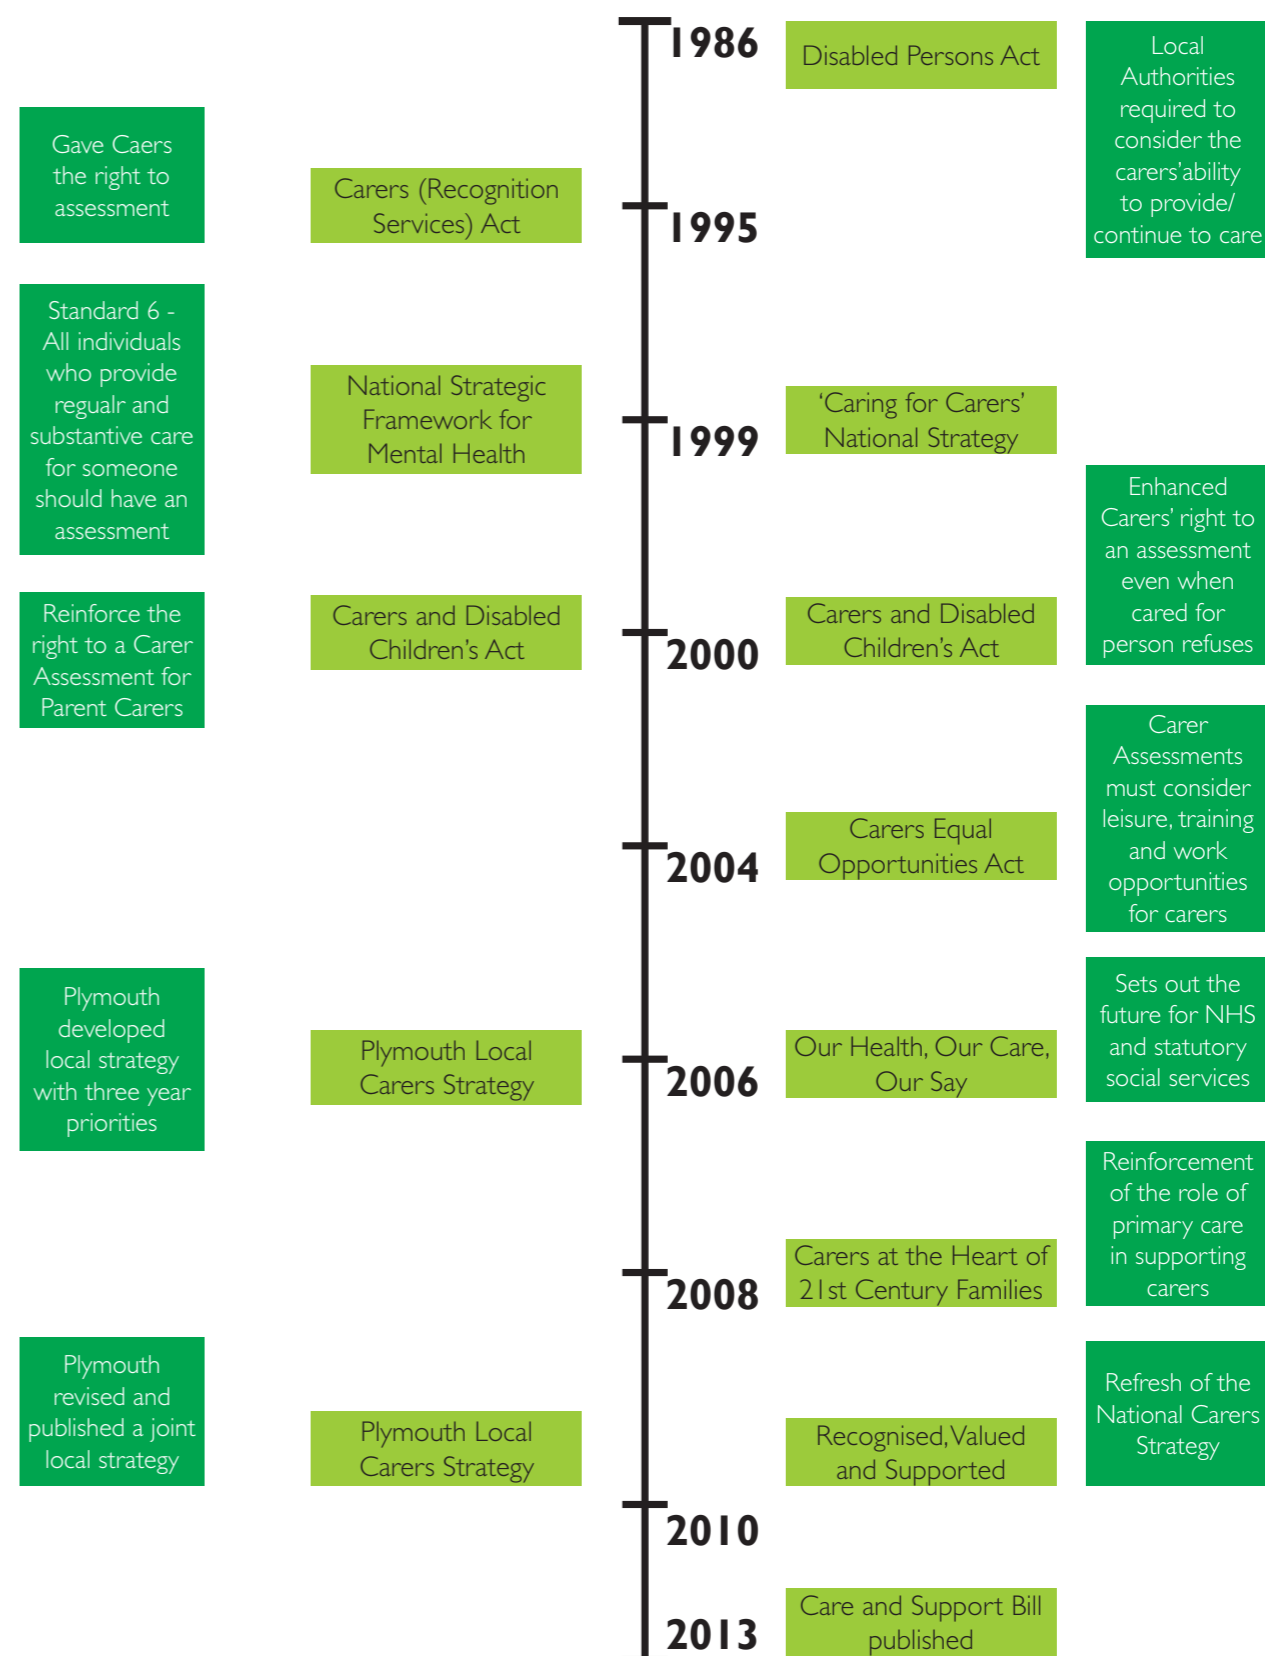 1986
Disabled Persons Act
Local
Authorities
required to
consider the
carers'ability
to provide/
continue to care
Gave Caers
the right to
assessment
Carers (Recognition
Services) Act
1995
Standard 6 -
All individuals
who provide
regualr and
substantive care
for someone
should have an
assessment
National Strategic
Framework for
Mental Health
1999
‘Caring for Carers’
National Strategy
Enhanced
Carers’ right to
an assessment
even when
cared for
person refuses
Reinforce the
right to a Carer
Assessment for
Parent Carers
Carers and Disabled
Children’s Act
2000
Carers and Disabled
Children’s Act
Carer
Assessments
must consider
leisure, training
and work
opportunities
for carers
2004
Carers Equal
Opportunities Act
Plymouth
developed
local strategy
with three year
priorities
Plymouth Local
Carers Strategy
2006
Our Health, Our Care,
Our Say
Sets out the
future for NHS
and statutory
social services
Reinforcement
of the role of
primary care
in supporting
carers
2008
Carers at the Heart of
21st Century Families
Plymouth
revised and
published a joint
local strategy
Plymouth Local
Carers Strategy
Recognised, Valued
and Supported
Refresh of the
National Carers
Strategy
2010
2013
Care and Support Bill
published